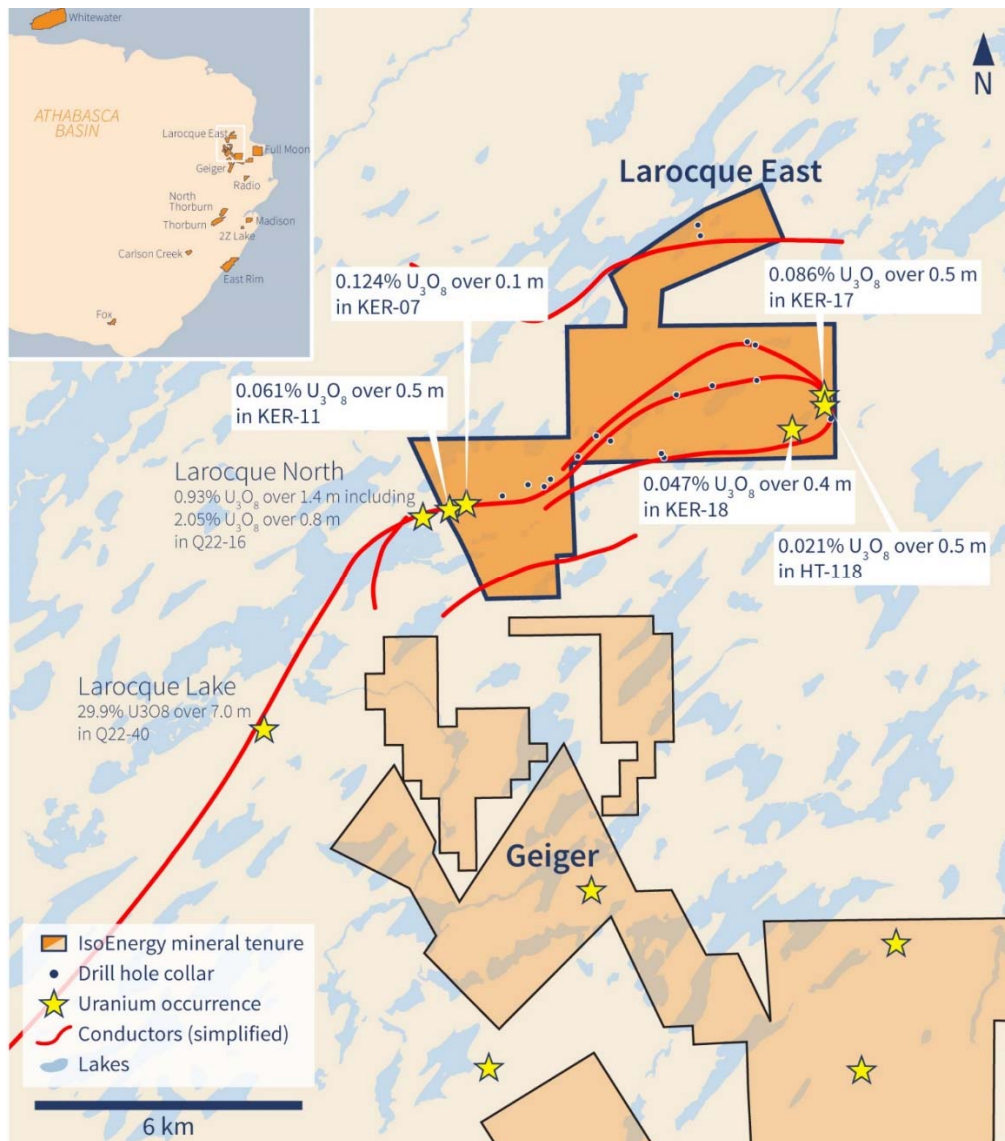 Whitewater
ATHABASCA
BASIN
Larocque East
Full Moon
Geiger
Radio
North
Thorburn
Thorburn
Madison
2Z Lake
Carlson Creek
East Rim
Fox
N
Larocque East
0.124% U₃O₈ over 0.1 m
in KER-07
0.086% U₃O₈ over 0.5 m
in KER-17
0.061% U₃O₈ over 0.5 m
in KER-11
Larocque North
0.93% U₃O₈ over 1.4 m including
2.05% U₃O₈ over 0.8 m
in Q22-16
0.047% U₃O₈ over 0.4 m
in KER-18
0.021% U₃O₈ over 0.5 m
in HT-118
Larocque Lake
29.9% U3O8 over 7.0 m
in Q22-40
Geiger
IsoEnergy mineral tenure
Drill hole collar
Uranium occurrence
Conductors (simplified)
Lakes
6 km